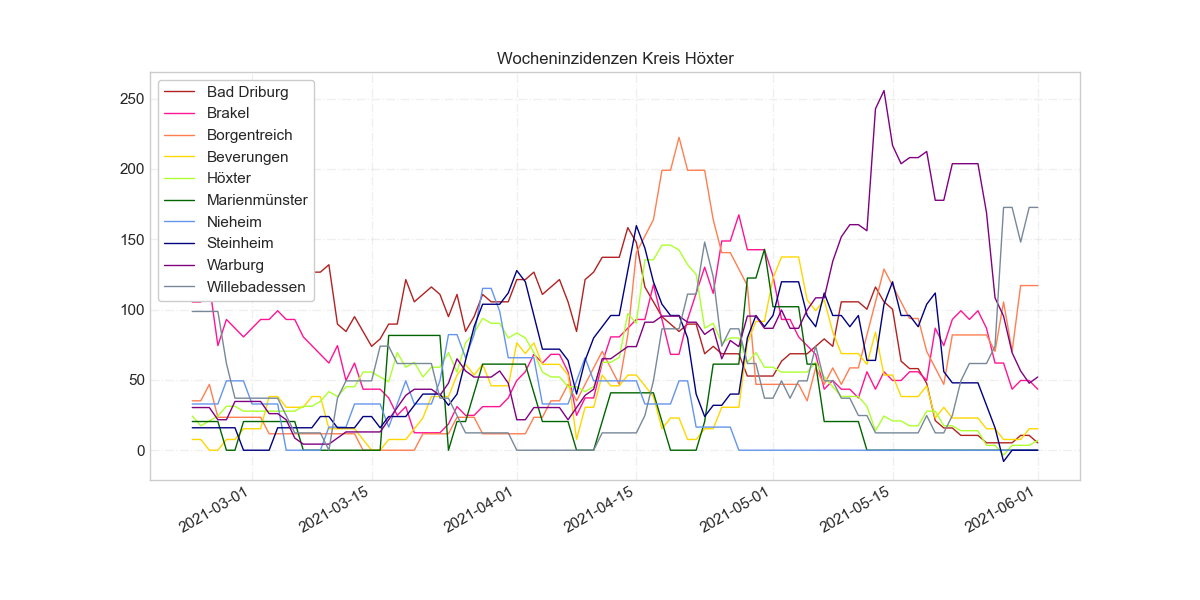 Wocheninzidenzen Kreis Höxter
250
200
150
100
50
0
Bad Driburg
Brakel
Borgentreich
Beverungen
Höxter
Marienmünster
Nieheim
Steinheim
Warburg
Willebadessen
2021-03-01
2021-03-15
2021-04-01
2021-04-15
2021-05-01
2021-05-15
2021-06-01